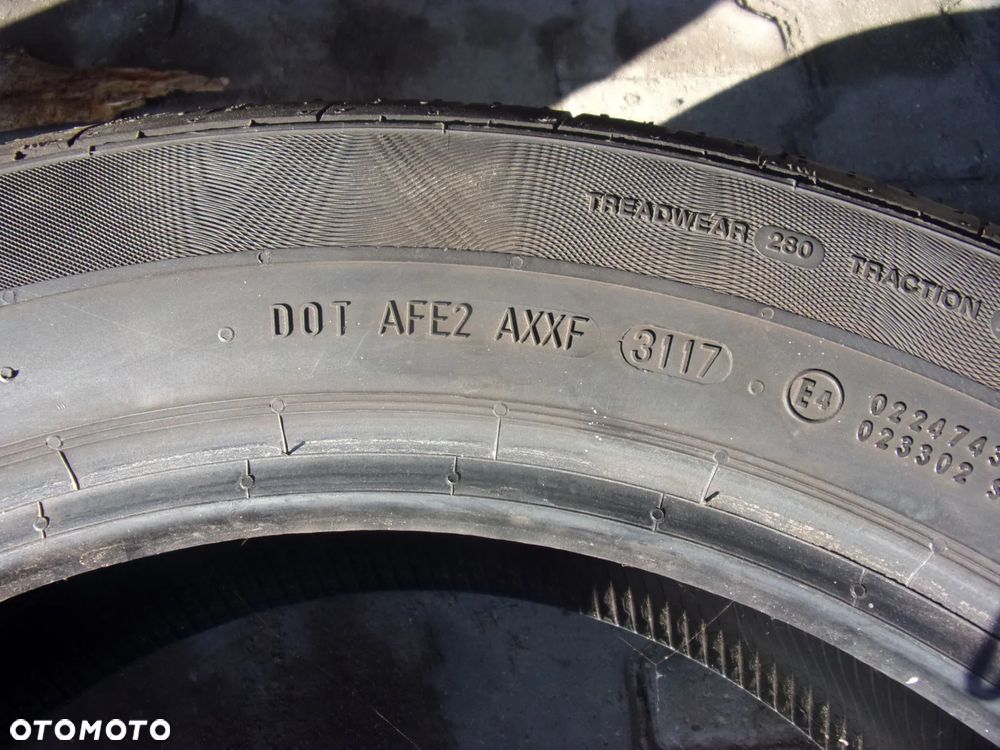 TREADWEAR 280 TRACTION
DOT AFE2 AXXF 3117
E4
0224743
023302 S
OTOMOTO